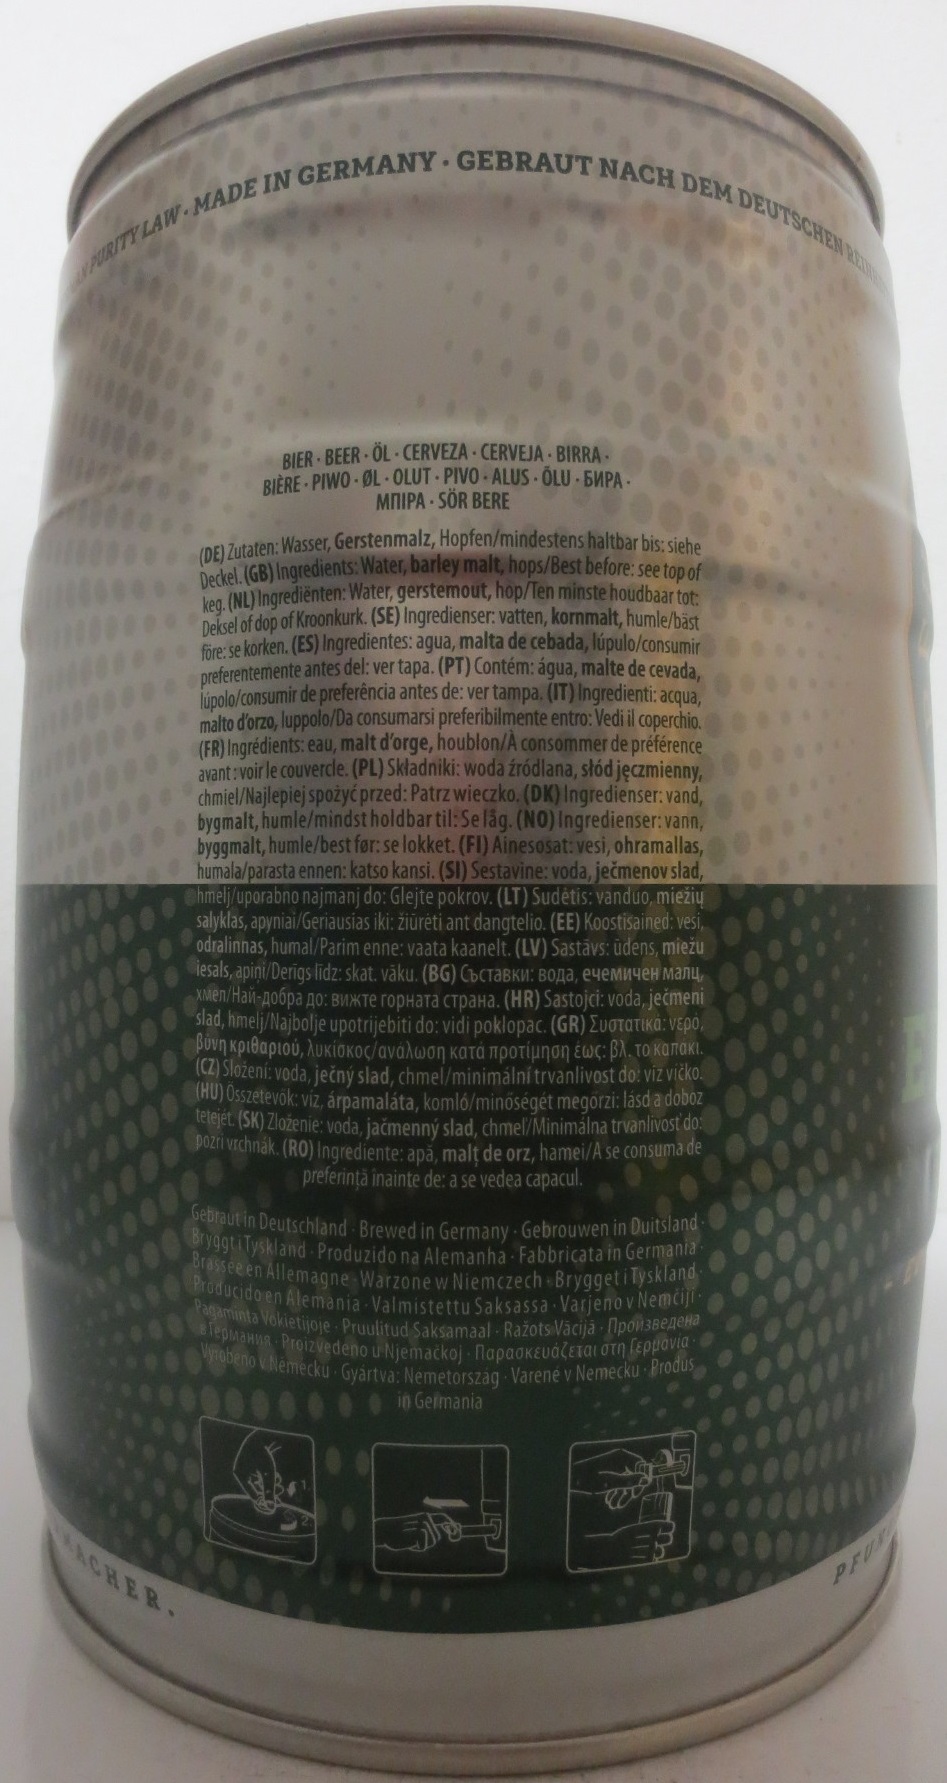 PURITY LAW · MADE IN GERMANY · GEBRAUT NACH DEM DEUTSCHEN
BIER · BEER · ÖL · CERVEZA · CERVEJA · BIRRA ·
BIÈRE · PIWO · ØL · OLUT · PIVO · ALUS · ÕLU · БИРА ·
ΜΠΙΡΑ · SÖR BERE
(DE) Zutaten: Wasser, Gerstenmalz, Hopfen/mindestens haltbar bis: siehe
Deckel. (GB) Ingredients: Water, barley malt, hops/Best before: see top of
keg. (NL) Ingrediënten: Water, gerstemout, hop/Ten minste houdbaar tot:
Deksel of dop of Kroonkurk. (SE) Ingredienser: vatten, kornmalt, humle/bäst
före: se korken. (ES) Ingredientes: agua, malta de cebada, lúpulo/consumir
preferentemente antes del: ver tapa. (PT) Contém: água, malte de cevada,
lúpolo/consumir de preferência antes de: ver tampa. (IT) Ingredienti: acqua,
malto d'orzo, luppolo/Da consumarsi preferibilmente entro: Vedi il coperchio.
(FR) Ingrédients: eau, malt d'orge, houblon/À consommer de préférence
avant : voir le couvercle. (PL) Składniki: woda źródlana, słód jęczmienny,
chmiel/Najlepiej spożyć przed: Patrz wieczko. (DK) Ingredienser: vand,
bygmalt, humle/mindst holdbar til: Se låg. (NO) Ingredienser: vann,
byggmalt, humle/best før: se lokket. (FI) Ainesosat: vesi, ohramallas,
humala/parasta ennen: katso kansi. (SI) Sestavine: voda, ječmenov slad,
hmelj/uporabno najmanj do: Glejte pokrov. (LT) Sudėtis: vanduo, miežių
salyklas, apyniai/Geriausias iki: žiūrėti ant dangtelio. (EE) Koostisained: vesi,
odralinnas, humal/Parim enne: vaata kaanelt. (LV) Sastāvs: ūdens, miežu
iesals, apiņi/Derīgs līdz: skat. vāku. (BG) Съставки: вода, ечемичен малц,
хмел/Най-добра до: вижте горната страна. (HR) Sastojci: voda, ječmeni
slad, hmelj/Najbolje upotrijebiti do: vidi poklopac. (GR) Συστατικα: νερο,
βύνη κριθαριού, λυκίσκος/ανάλωση κατά προτίμηση έως: βλ. το καπάκι.
(CZ) Složení: voda, ječný slad, chmel/minimální trvanlivost do: viz víčko.
(HU) Összetevők: víz, árpamaláta, komló/minőségét megőrzi: lásd a doboz
tetejét. (SK) Zloženie: voda, jačmenný slad, chmel/Minimálna trvanlivosť do:
pozri vrchnák. (RO) Ingrediente: apă, malț de orz, hamei/A se consuma de
preferință înainte de: a se vedea capacul.
Gebraut in Deutschland · Brewed in Germany · Gebrouwen in Duitsland ·
Bryggt i Tyskland · Produzido na Alemanha · Fabbricata in Germania ·
Brassée en Allemagne · Warzone w Niemczech · Brygget i Tyskland ·
Producido en Alemania · Valmistettu Saksassa · Varjeno v Nemčiji ·
Pagaminta Vokietijoje · Pruulitud Saksamaal · Ražots Vācijā · Произведена
в Германия · Proizvedeno u Njemačkoj · Παρασκευάζεται στη Γερμανία ·
Vyrobeno v Německu · Gyártva: Németország · Varené v Nemecku · Produs
in Germania
1
2